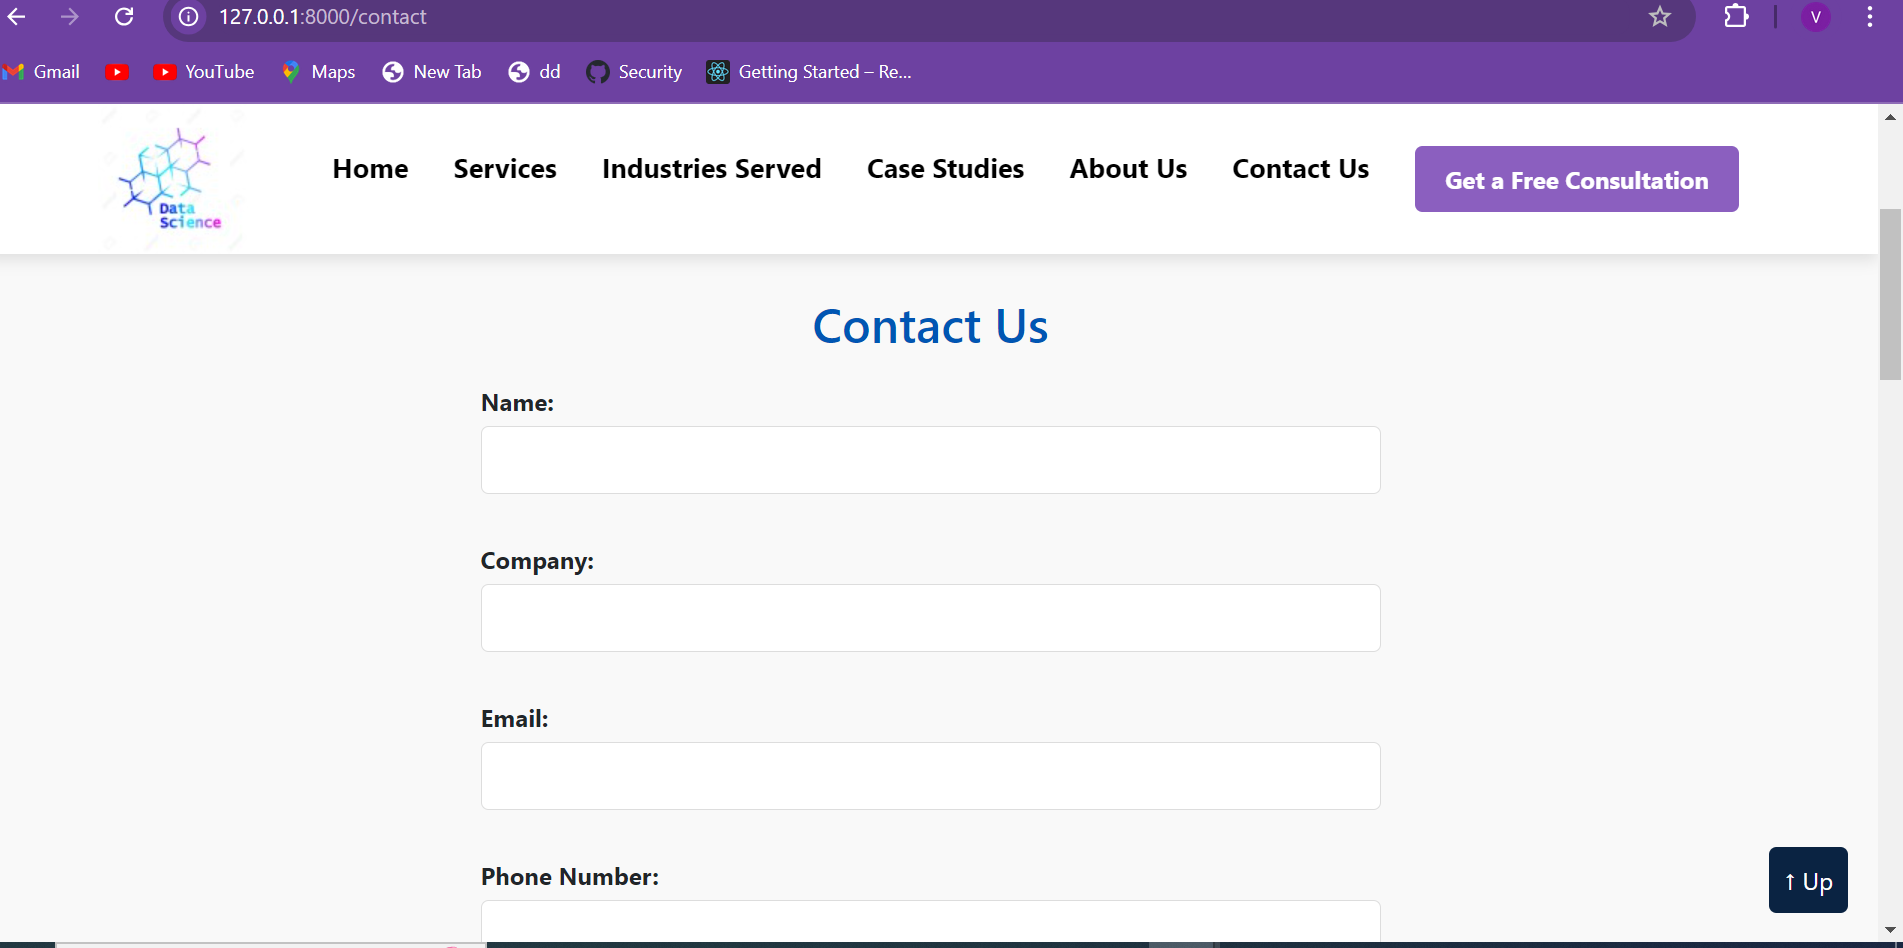 127.0.0.1:8000/contact
V
Gmail YouTube Maps New Tab dd Security Getting Started – Re...
Data
Science
Home Services Industries Served Case Studies About Us Contact Us Get a Free Consultation
Contact Us
Name:
Company:
Email:
Phone Number:
↑ Up